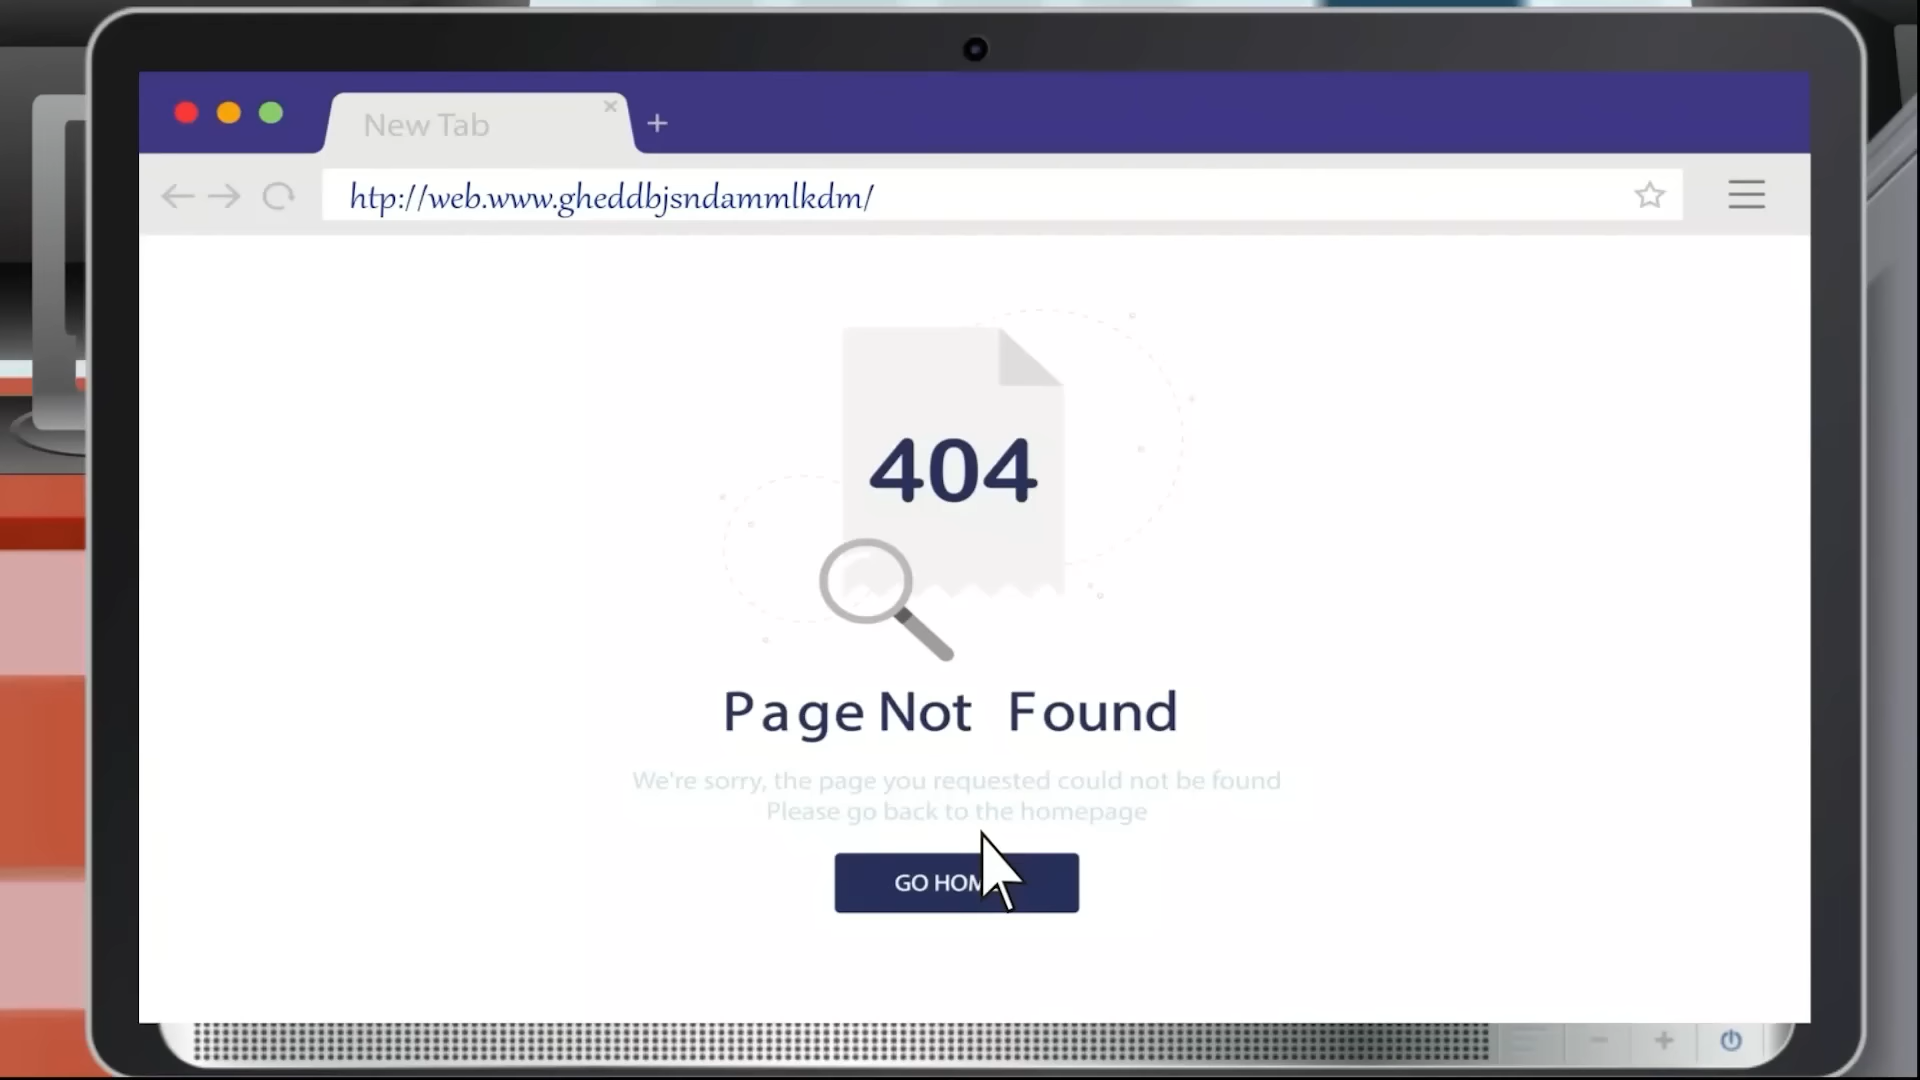 New Tab
htp://web.www.gheddbjsndammlkdm/
404
Page Not Found
We're sorry, the page you requested could not be found
Please go back to the homepage
GO HOM